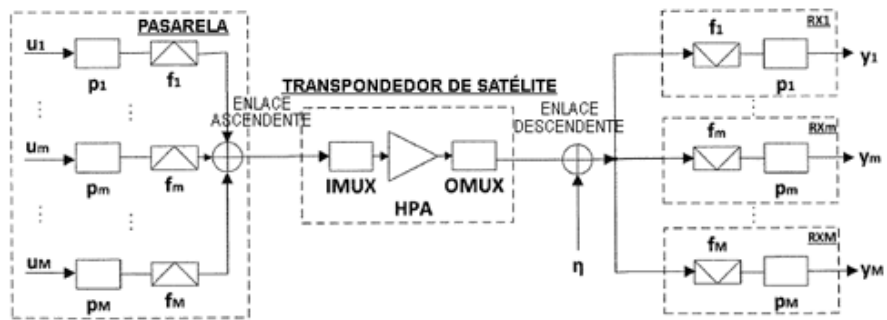 PASARELA
u1
p1
f1
um
pm
fm
uM
pM
fM
ENLACE
ASCENDENTE
TRANSPONDEDOR DE SATÉLITE
IMUX
OMUX
HPA
ENLACE
DESCENDENTE
η
RX1
f1
p1
y1
RXm
fm
pm
ym
RXM
fM
pM
yM